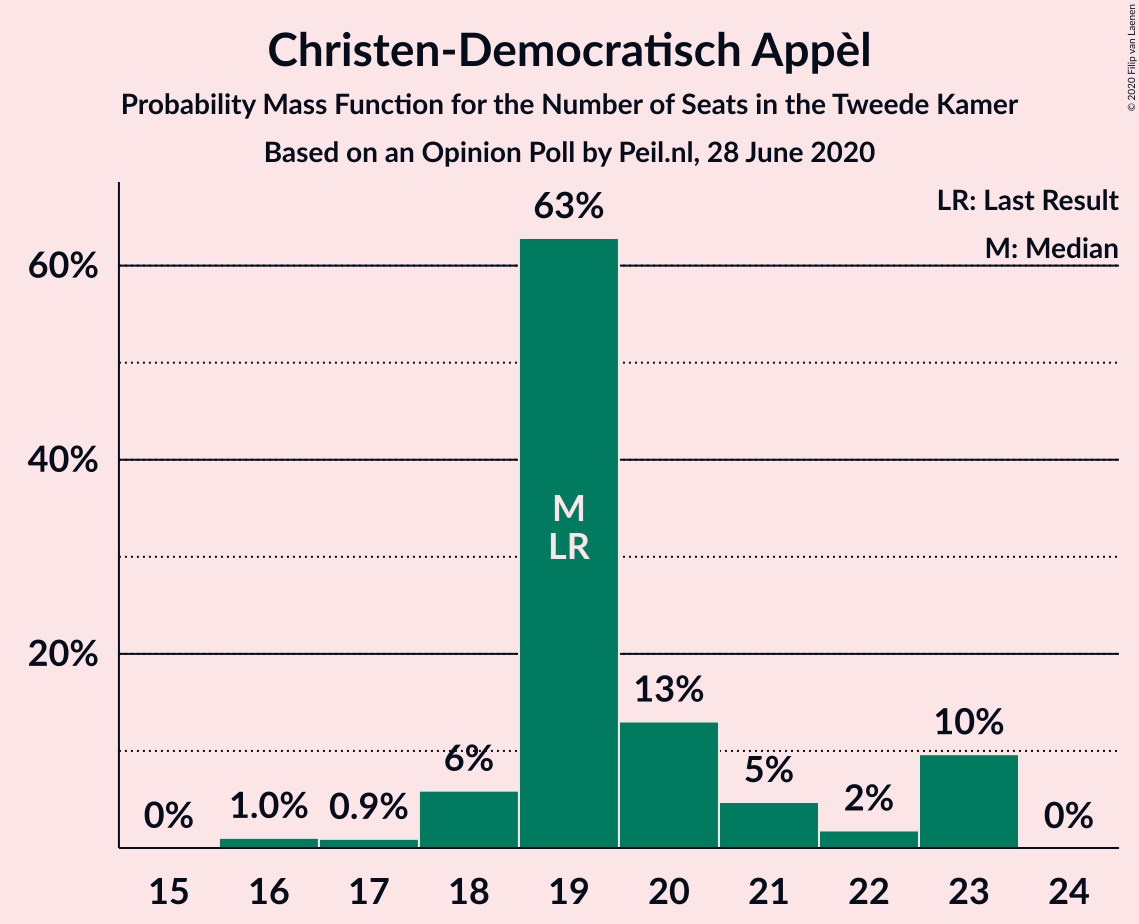 Christen-Democratisch Appèl
Probability Mass Function for the Number of Seats in the Tweede Kamer
Based on an Opinion Poll by Peil.nl, 28 June 2020
© 2020 Filip van Laenen
LR: Last Result
M: Median
60%
40%
20%
0%
1.0%
0.9%
6%
63%
M
LR
13%
5%
2%
10%
0%
15 16 17 18 19 20 21 22 23 24